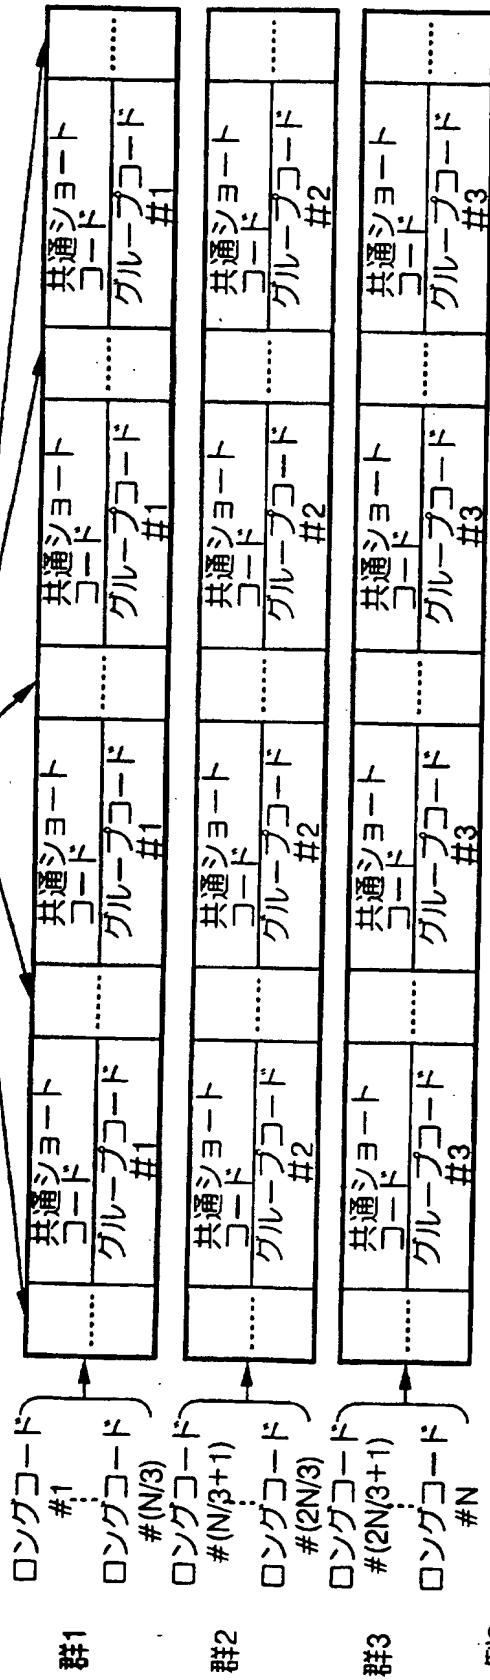 群1
ロングコード
#1
......
ロングコード
#(N/3)
......
共通ショート
コード
グループコード
#1
......
共通ショート
コード
グループコード
#1
......
共通ショート
コード
グループコード
#1
......
共通ショート
コード
グループコード
#1
......
群2
ロングコード
#(N/3+1)
......
ロングコード
#(2N/3)
......
共通ショート
コード
グループコード
#2
......
共通ショート
コード
グループコード
#2
......
共通ショート
コード
グループコード
#2
......
共通ショート
コード
グループコード
#2
......
群3
ロングコード
#(2N/3+1)
......
ロングコード
#N
......
共通ショート
コード
グループコード
#3
......
共通ショート
コード
グループコード
#3
......
共通ショート
コード
グループコード
#3
......
共通ショート
コード
グループコード
#3
......